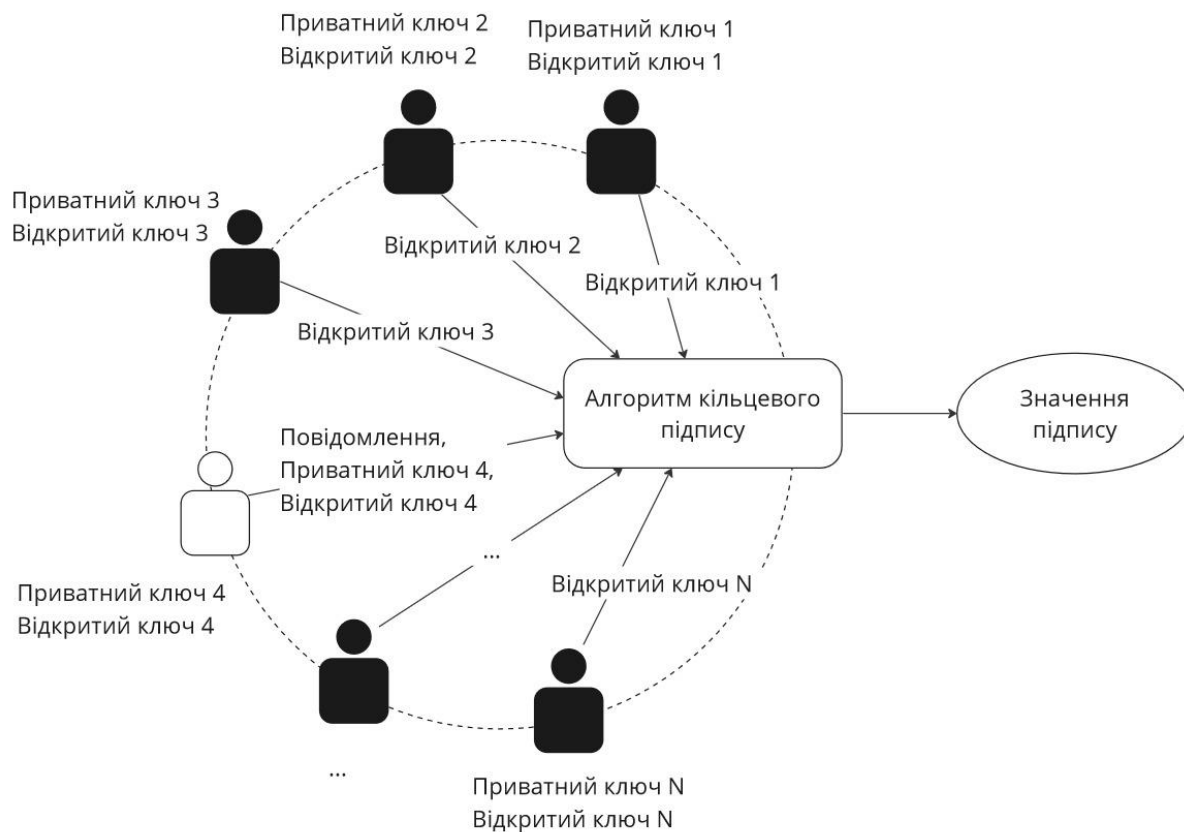 Приватний ключ 2
Відкритий ключ 2
Приватний ключ 1
Відкритий ключ 1
Приватний ключ 3
Відкритий ключ 3
Відкритий ключ 2
Відкритий ключ 1
Відкритий ключ 3
Алгоритм кільцевого
підпису
Значення
підпису
Повідомлення,
Приватний ключ 4,
Відкритий ключ 4
...
Відкритий ключ N
Приватний ключ 4
Відкритий ключ 4
...
Приватний ключ N
Відкритий ключ N